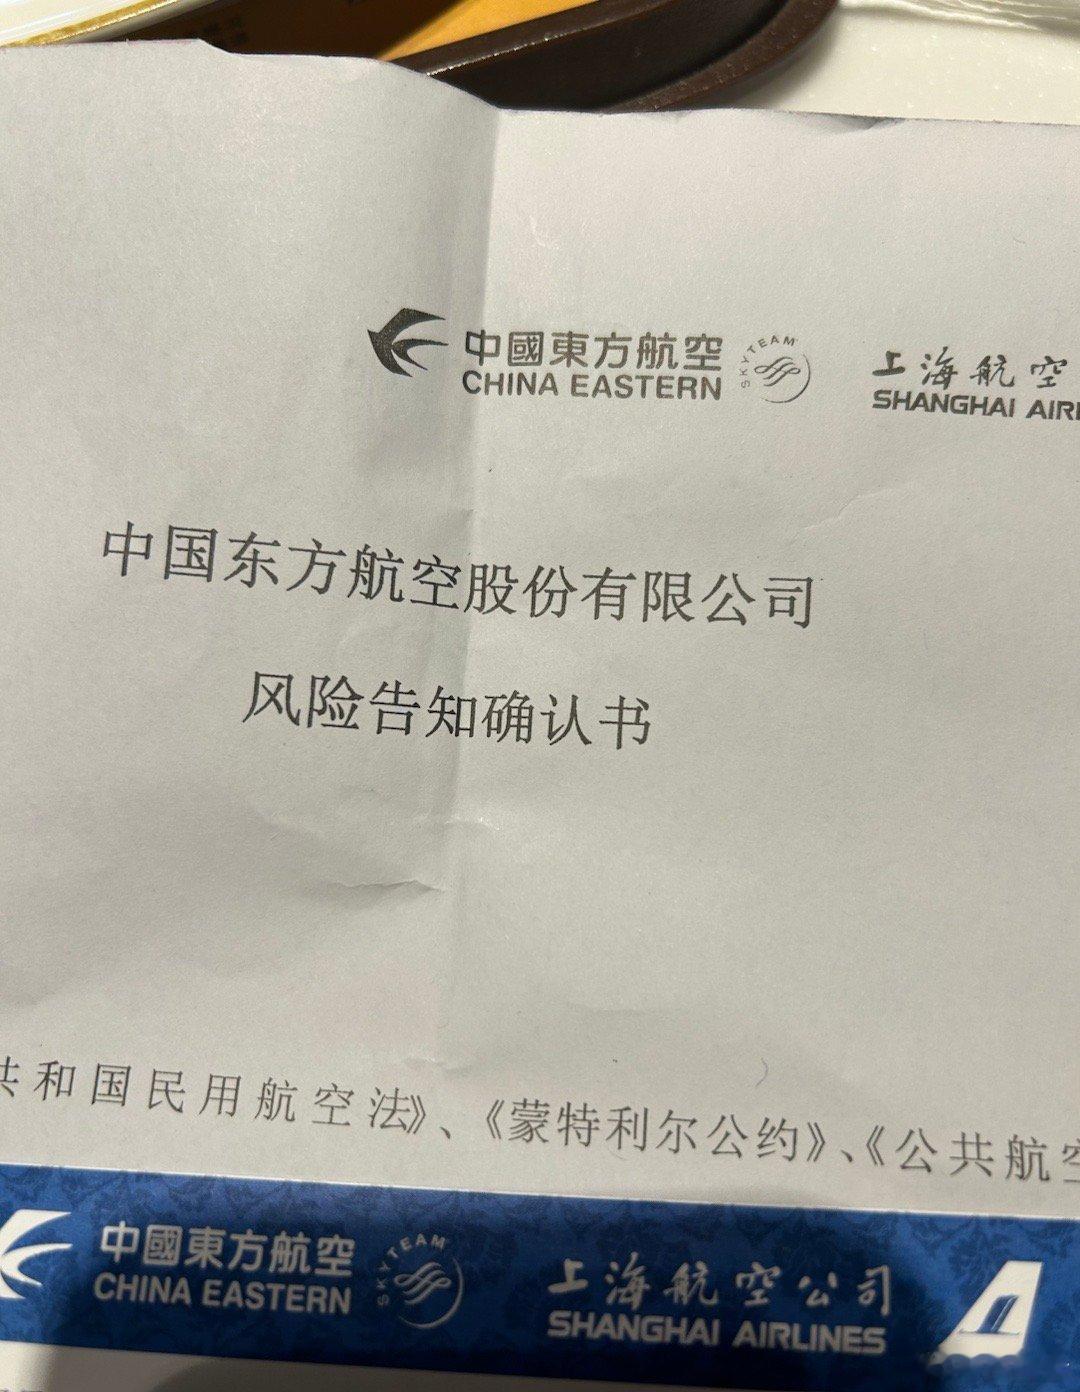 中國東方航空
CHINA EASTERN
SKYTEAM
上海航空
SHANGHAI
中国东方航空股份有限公司
风险告知确认书
共和国民用航空法》、《蒙特利尔公约》、《公共航空
中國東方航空
CHINA EASTERN
SKYTEAM
上海航空公司
SHANGHAI AIRLINES